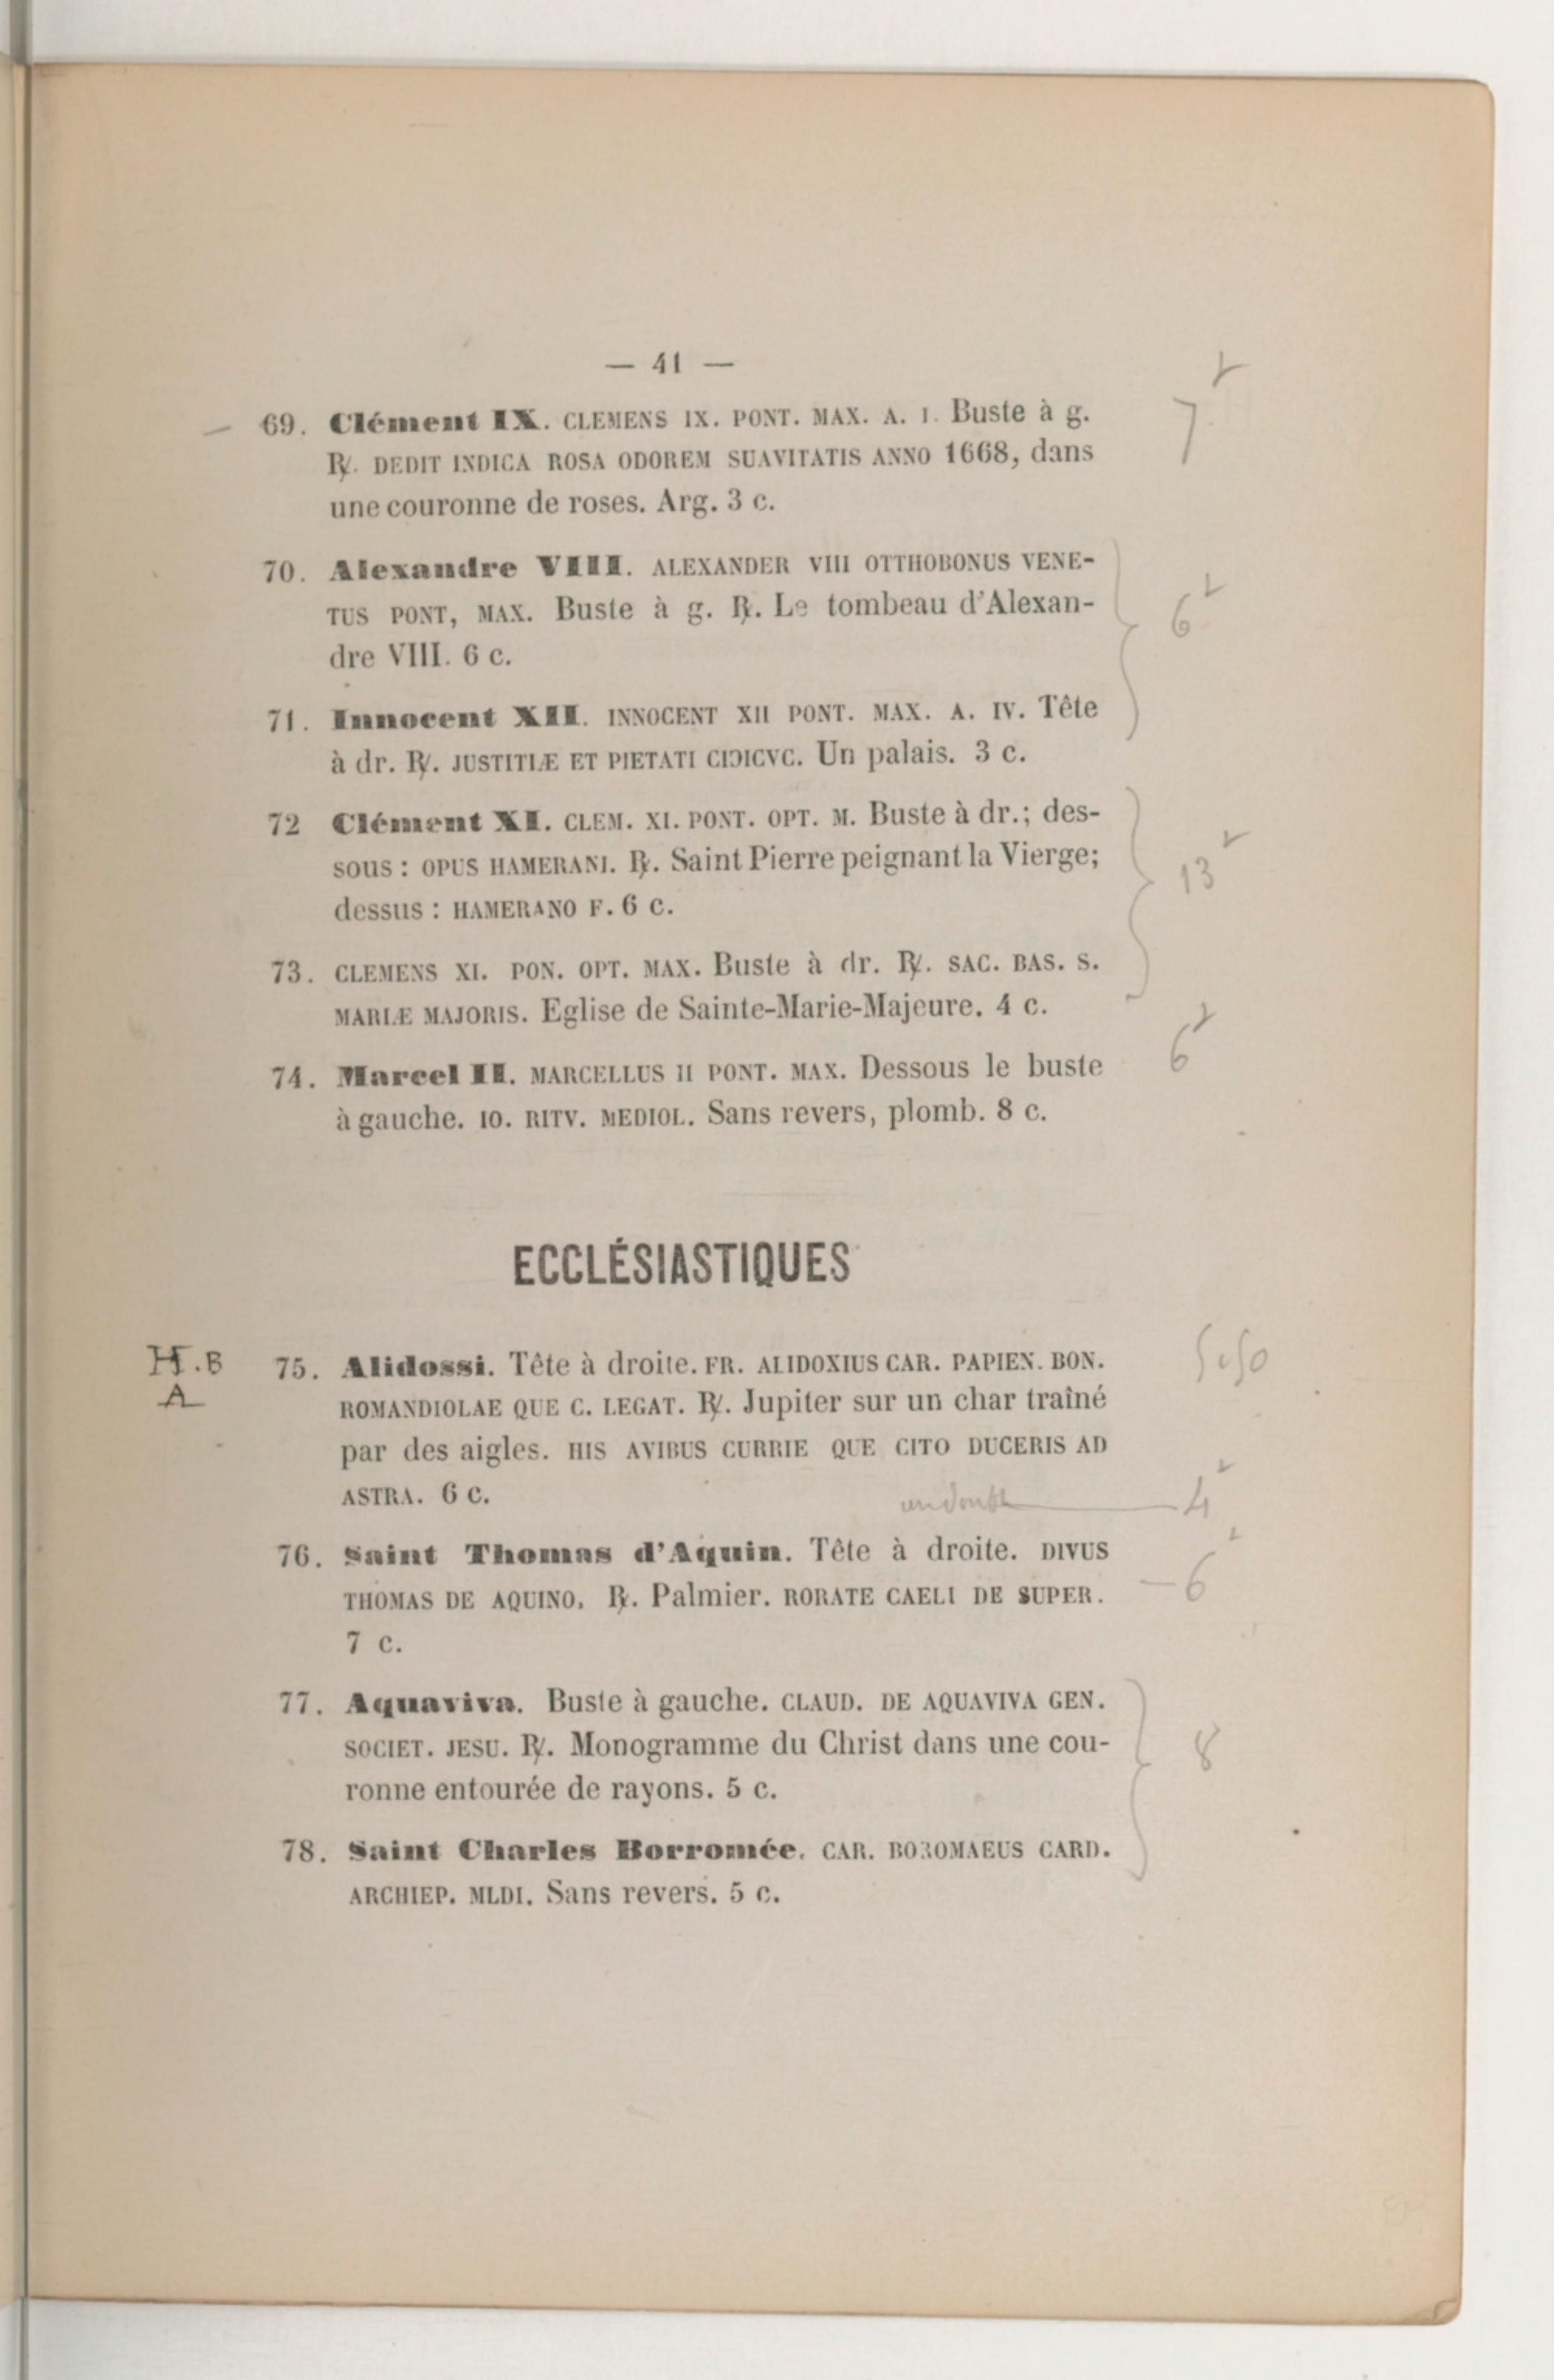 — 41 —
69. Clément IX. CLEMENS IX. PONT. MAX. A. I. Buste à g. 7
℟. DEDIT INDICA ROSA ODOREM SUAVITATIS ANNO 1668, dans
une couronne de roses. Arg. 3 c.
70. Alexandre VIII. ALEXANDER VIII OTTHOBONUS VENE-
TUS PONT, MAX. Buste à g. ℟. Le tombeau d'Alexan- 6
dre VIII. 6 c.
71. Innocent XII. INNOCENT XII PONT. MAX. A. IV. Tête
à dr. ℟. JUSTITIÆ ET PIETATI CIƆICVC. Un palais. 3 c.
72 Clément XI. CLEM. XI. PONT. OPT. M. Buste à dr.; des-
sous : OPUS HAMERANI. ℟. Saint Pierre peignant la Vierge; 13
dessus : HAMERANO F. 6 c.
73. CLEMENS XI. PON. OPT. MAX. Buste à dr. ℟. SAC. BAS. S.
MARIÆ MAJORIS. Eglise de Sainte-Marie-Majeure. 4 c.
74. Marcel II. MARCELLUS II PONT. MAX. Dessous le buste 6
à gauche. IO. RITV. MEDIOL. Sans revers, plomb. 8 c.
ECCLÉSIASTIQUES
H.B 75. Alidossi. Tête à droite. FR. ALIDOXIUS CAR. PAPIEN. BON.
A ROMANDIOLAE QUE C. LEGAT. ℟. Jupiter sur un char traîné
par des aigles. HIS AVIBUS CURRIE QUE CITO DUCERIS AD
ASTRA. 6 c.
un double — 4
76. Saint Thomas d'Aquin. Tête à droite. DIVUS
THOMAS DE AQUINO, ℟. Palmier. RORATE CAELI DE SUPER. — 6
7 c.
77. Aquaviva. Buste à gauche. CLAUD. DE AQUAVIVA GEN.
SOCIET. JESU. ℟. Monogramme du Christ dans une cou- 8
ronne entourée de rayons. 5 c.
78. Saint Charles Borromée. CAR. BOROMAEUS CARD.
ARCHIEP. MLDI. Sans revers. 5 c.